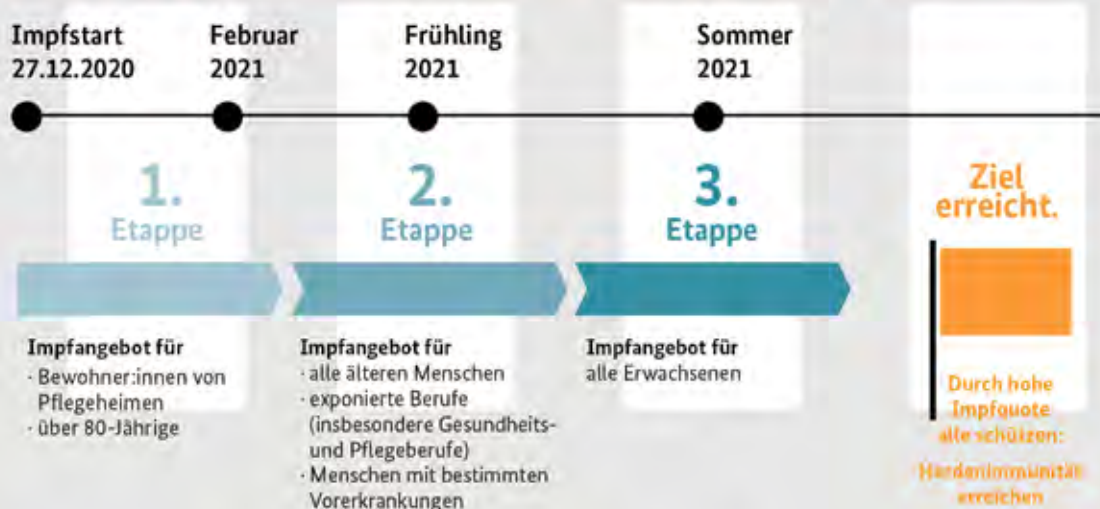 Impfstart
27.12.2020
Februar
2021
Frühling
2021
Sommer
2021
1.
Etappe
2.
Etappe
3.
Etappe
Ziel
erreicht.
Impfangebot für
· Bewohner:innen von
Pflegeheimen
· über 80-Jährige
Impfangebot für
· alle älteren Menschen
· exponierte Berufe
(insbesondere Gesundheits-
und Pflegeberufe)
· Menschen mit bestimmten
Vorerkrankungen
Impfangebot für
alle Erwachsenen
Durch hohe
Impfquote
alle schützen:
Herdenimmunität
erreichen